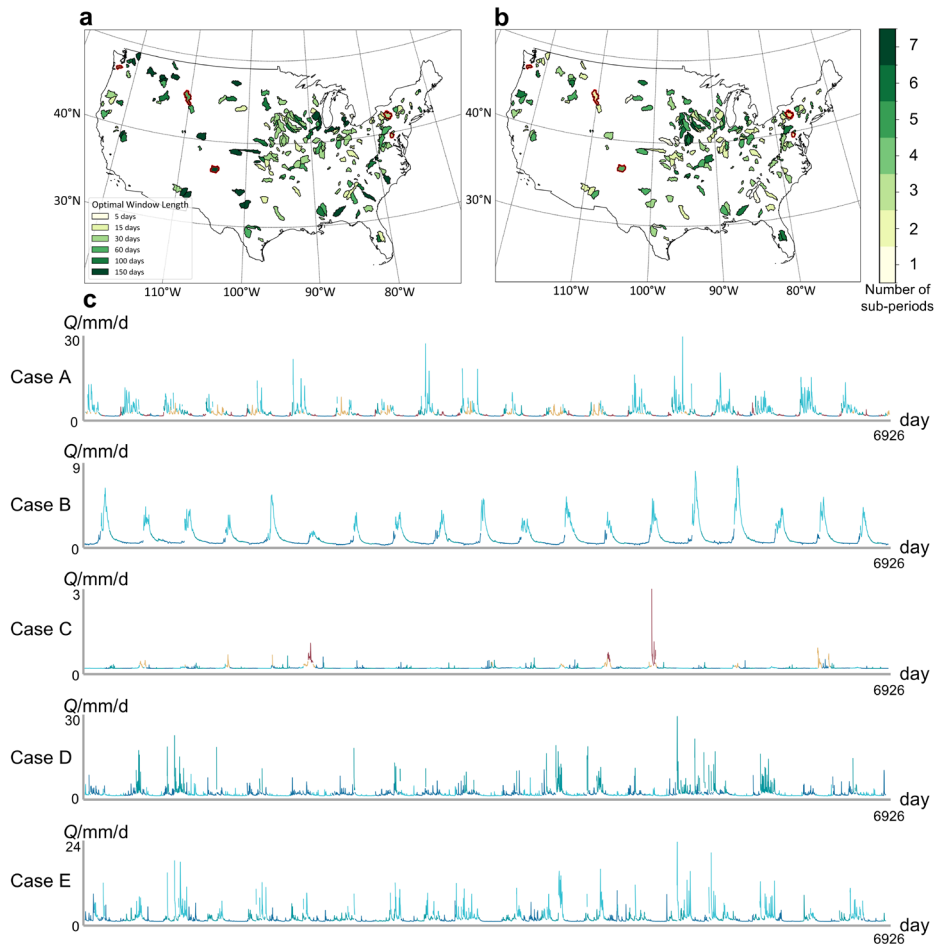 a
b
40°N
30°N
Optimal Window Length
5 days
15 days
30 days
60 days
100 days
150 days
110°W
100°W
90°W
80°W
40°N
30°N
110°W
100°W
90°W
80°W
7
6
5
4
3
2
1
Number of
sub-periods
c
Q/mm/d
30
Case A
0
day
6926
Q/mm/d
9
Case B
0
day
6926
Q/mm/d
3
Case C
0
day
6926
Q/mm/d
30
Case D
0
day
6926
Q/mm/d
24
Case E
0
day
6926